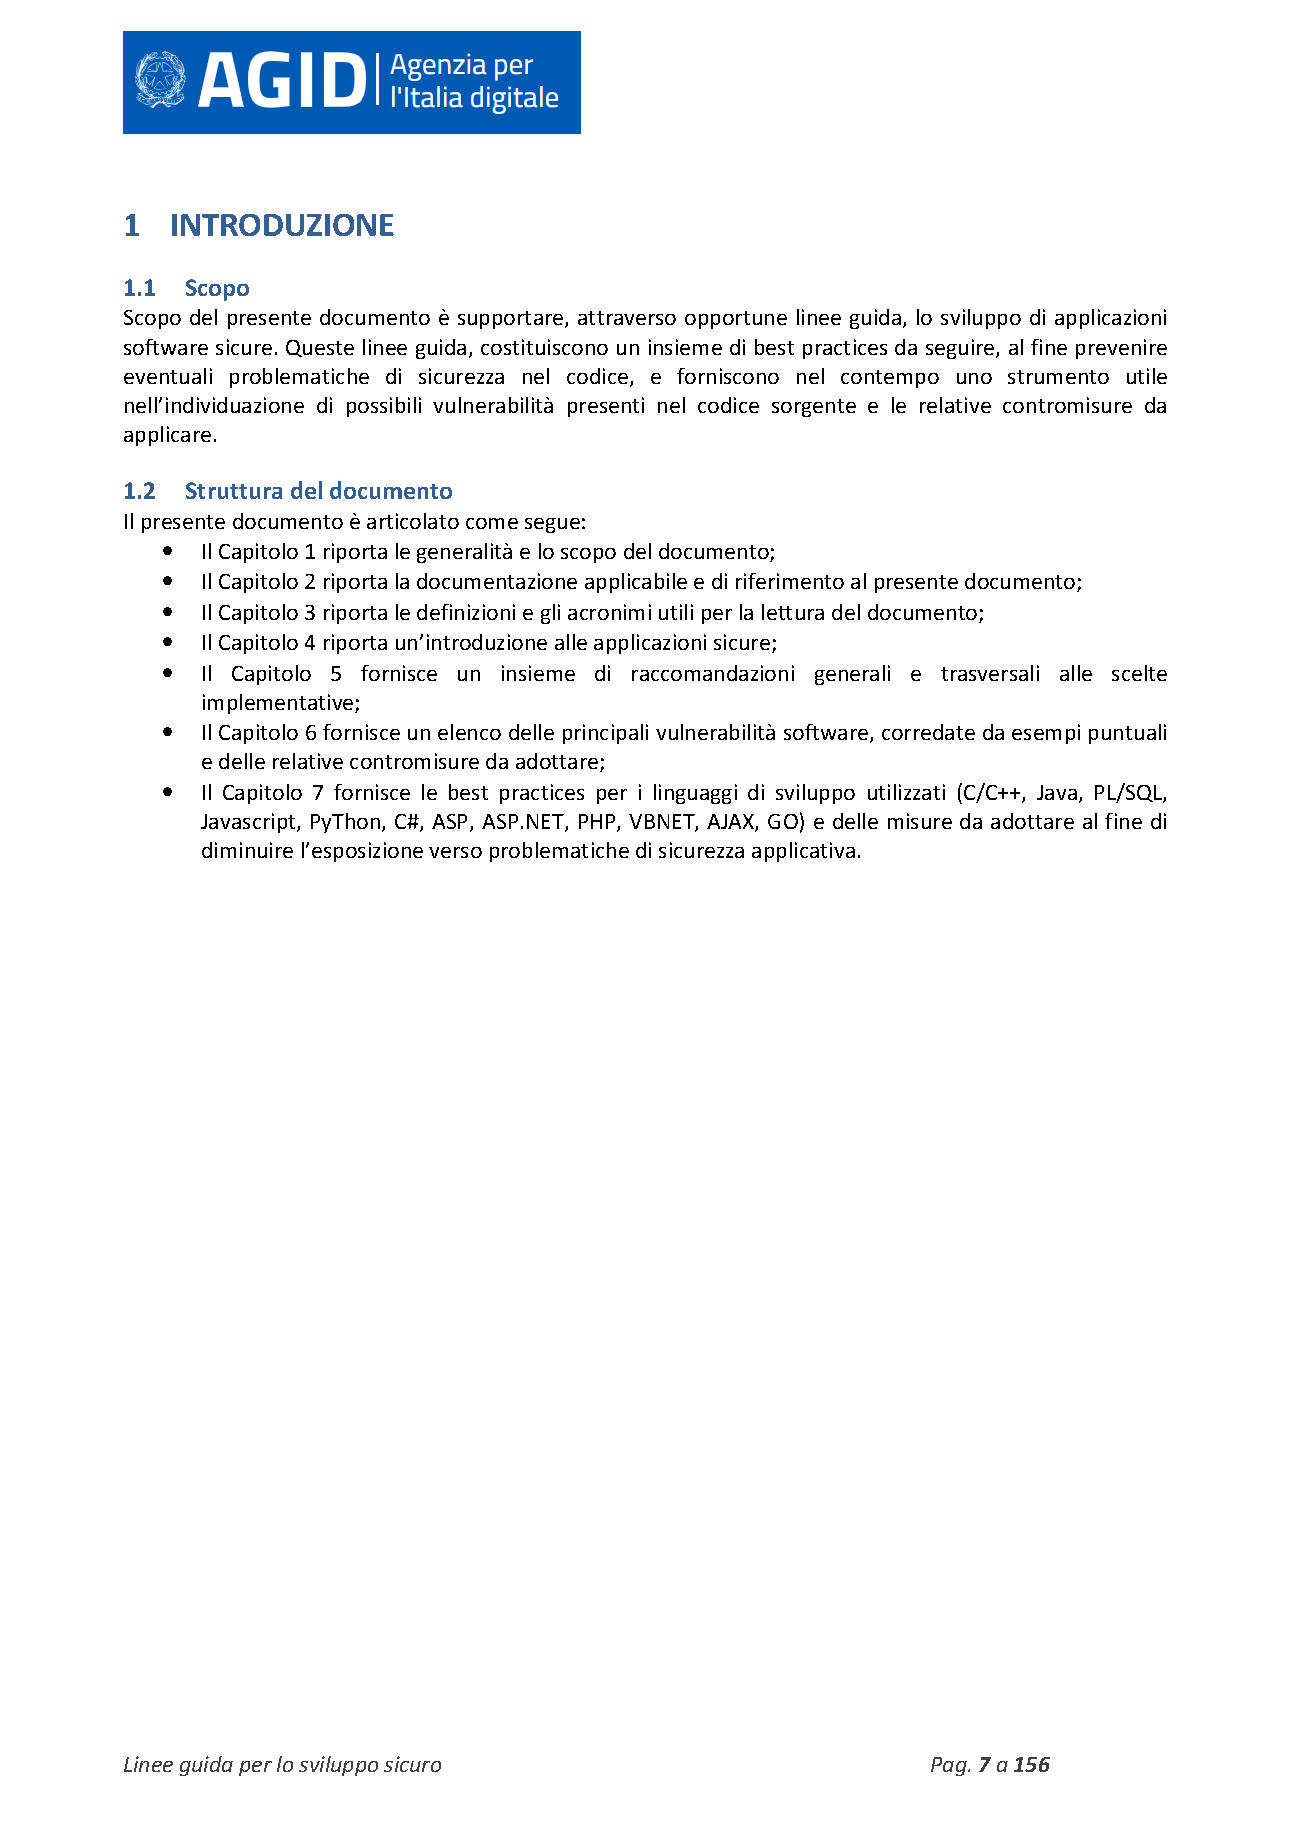 AGID Agenzia per
l'Italia digitale
1 INTRODUZIONE
1.1 Scopo
Scopo del presente documento è supportare, attraverso opportune linee guida, lo sviluppo di applicazioni
software sicure. Queste linee guida, costituiscono un insieme di best practices da seguire, al fine prevenire
eventuali problematiche di sicurezza nel codice, e forniscono nel contempo uno strumento utile
nell’individuazione di possibili vulnerabilità presenti nel codice sorgente e le relative contromisure da
applicare.
1.2 Struttura del documento
Il presente documento è articolato come segue:
• Il Capitolo 1 riporta le generalità e lo scopo del documento;
• Il Capitolo 2 riporta la documentazione applicabile e di riferimento al presente documento;
• Il Capitolo 3 riporta le definizioni e gli acronimi utili per la lettura del documento;
• Il Capitolo 4 riporta un’introduzione alle applicazioni sicure;
• Il Capitolo 5 fornisce un insieme di raccomandazioni generali e trasversali alle scelte
implementative;
• Il Capitolo 6 fornisce un elenco delle principali vulnerabilità software, corredate da esempi puntuali
e delle relative contromisure da adottare;
• Il Capitolo 7 fornisce le best practices per i linguaggi di sviluppo utilizzati (C/C++, Java, PL/SQL,
Javascript, PyThon, C#, ASP, ASP.NET, PHP, VBNET, AJAX, GO) e delle misure da adottare al fine di
diminuire l’esposizione verso problematiche di sicurezza applicativa.
Linee guida per lo sviluppo sicuro Pag. 7 a 156